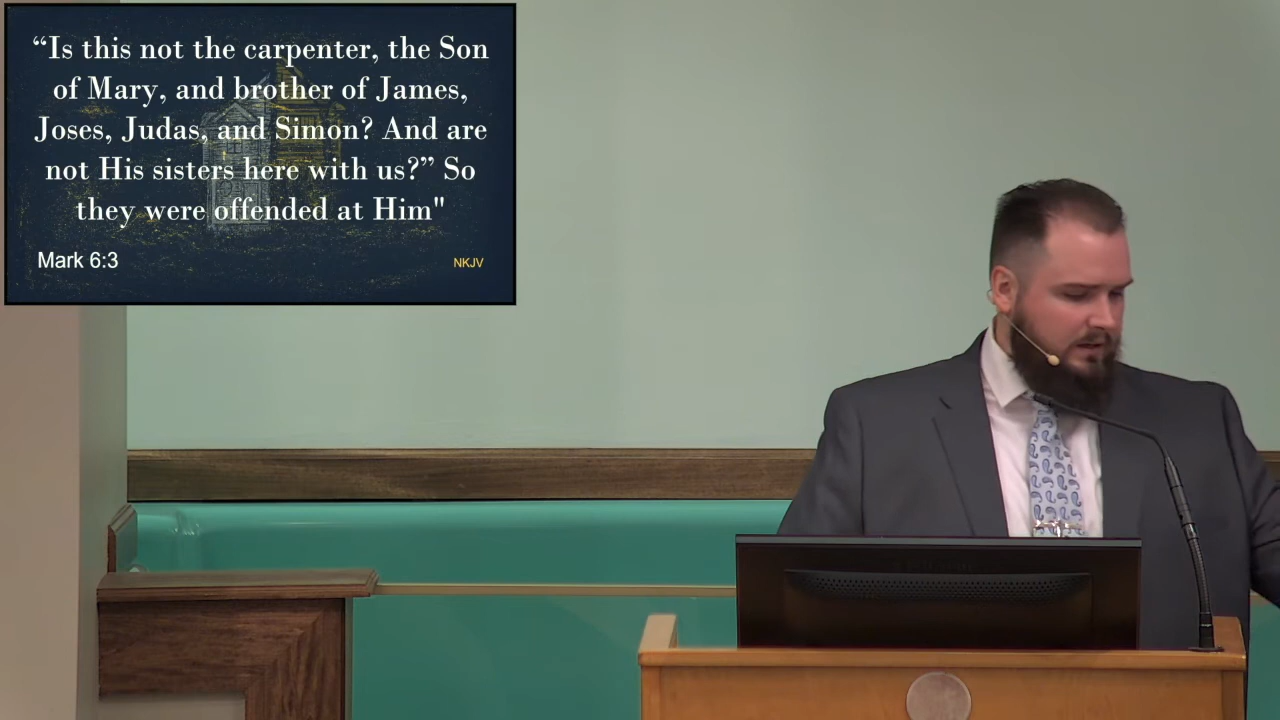 “Is this not the carpenter, the Son
of Mary, and brother of James,
Joses, Judas, and Simon? And are
not His sisters here with us?” So
they were offended at Him"
Mark 6:3
NKJV